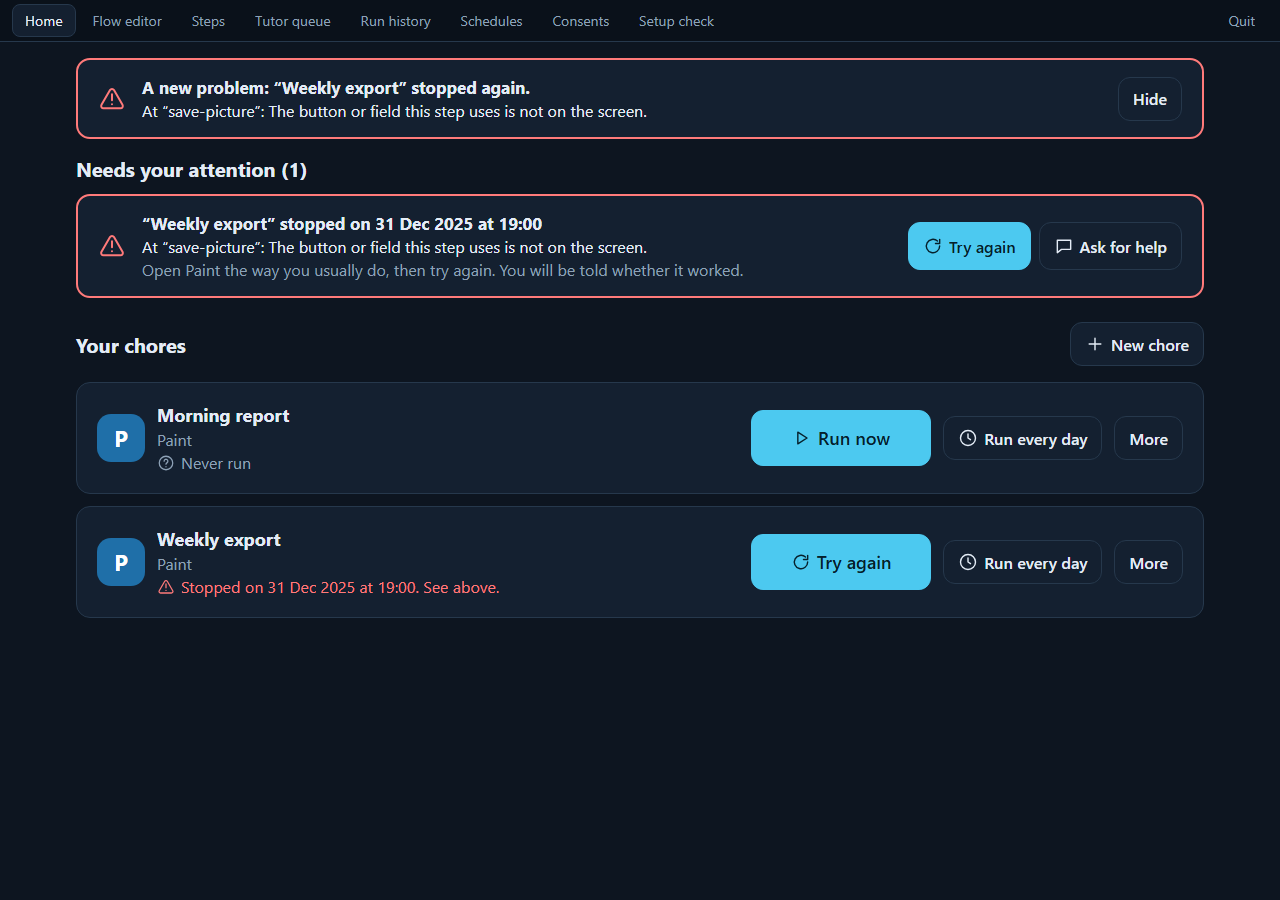 Home Flow editor Steps Tutor queue Run history Schedules Consents Setup check Quit
A new problem: “Weekly export” stopped again.
At “save-picture”: The button or field this step uses is not on the screen.
Hide
Needs your attention (1)
“Weekly export” stopped on 31 Dec 2025 at 19:00
At “save-picture”: The button or field this step uses is not on the screen.
Open Paint the way you usually do, then try again. You will be told whether it worked.
Try again Ask for help
Your chores
New chore
P
Morning report
Paint
Never run
Run now Run every day More
P
Weekly export
Paint
Stopped on 31 Dec 2025 at 19:00. See above.
Try again Run every day More